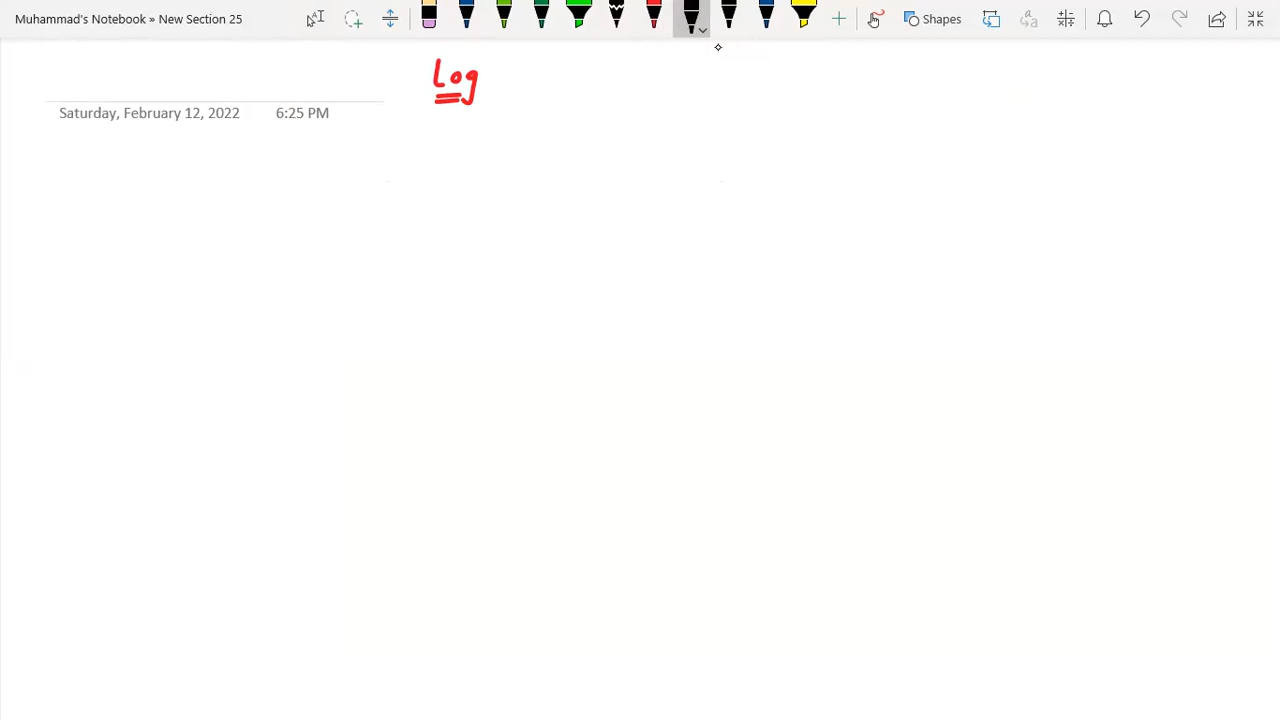 Muhammad's Notebook » New Section 25
Shapes
Log
Saturday, February 12, 2022 6:25 PM